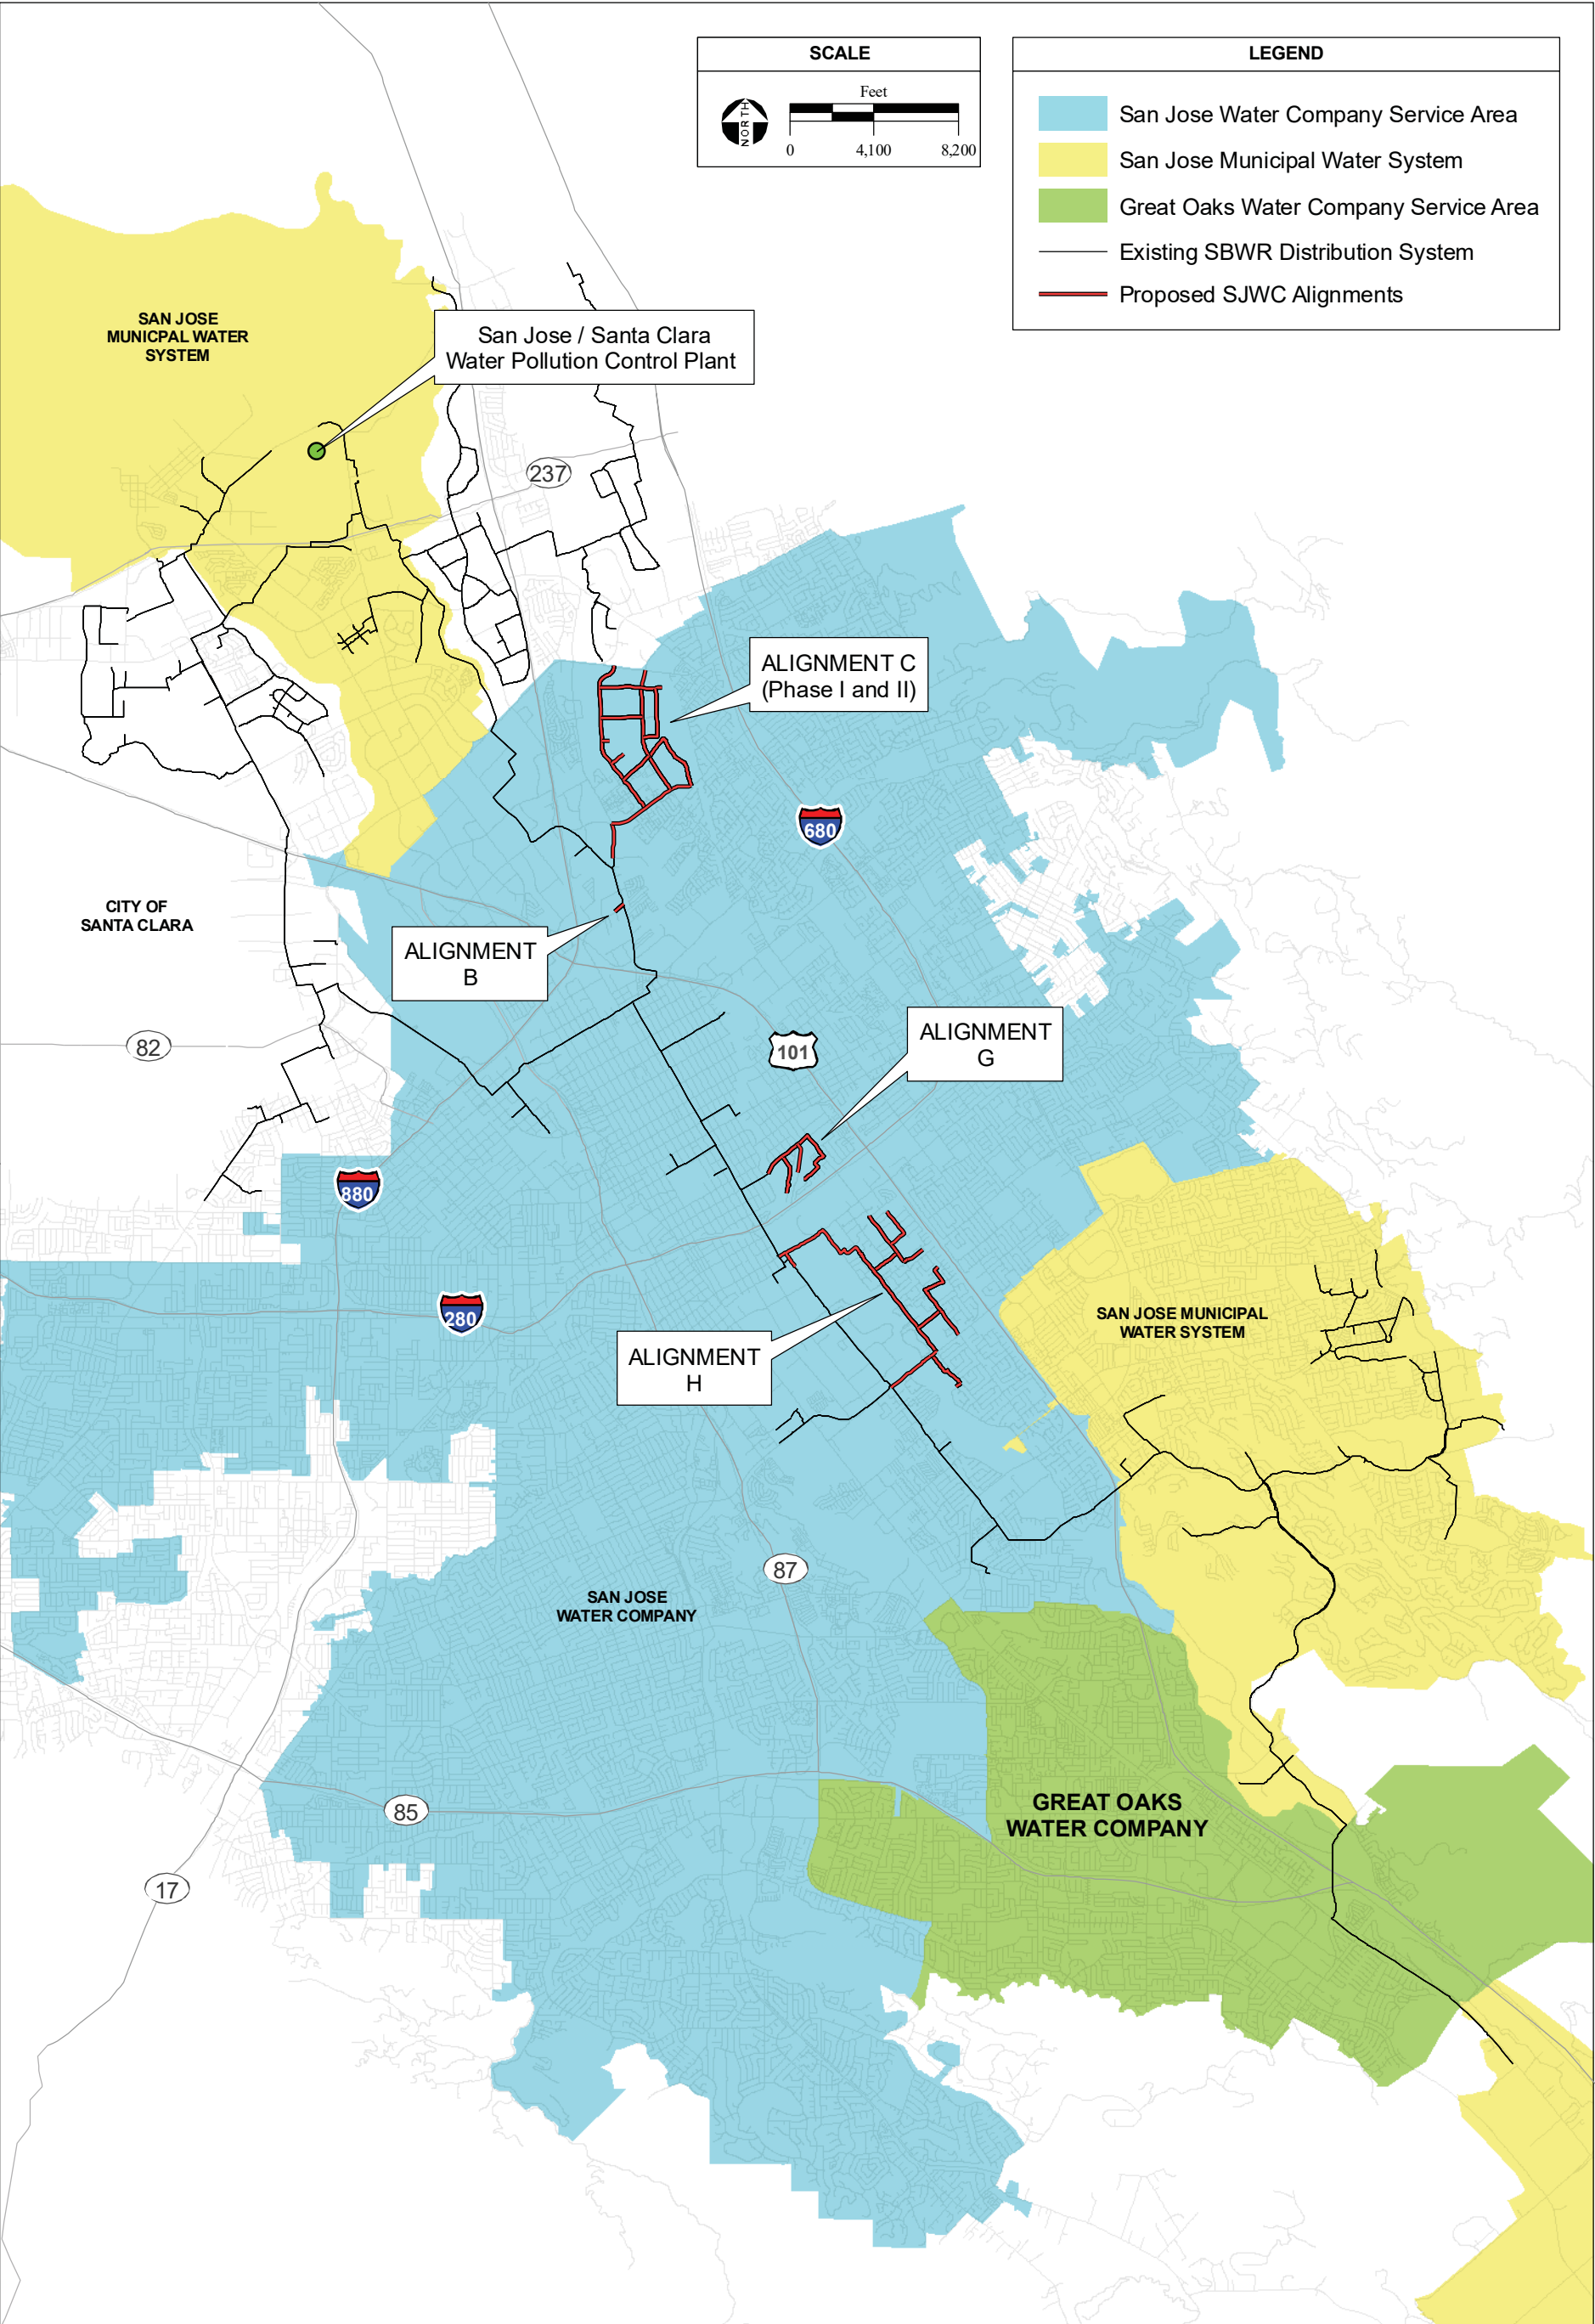 SCALE
Feet
NORTH
0 4,100 8,200
LEGEND
San Jose Water Company Service Area
San Jose Municipal Water System
Great Oaks Water Company Service Area
Existing SBWR Distribution System
Proposed SJWC Alignments
SAN JOSE
MUNICPAL WATER
SYSTEM
San Jose / Santa Clara
Water Pollution Control Plant
237
ALIGNMENT C
(Phase I and II)
680
CITY OF
SANTA CLARA
ALIGNMENT
B
82
101
ALIGNMENT
G
880
280
SAN JOSE MUNICIPAL
WATER SYSTEM
ALIGNMENT
H
87
SAN JOSE
WATER COMPANY
85
GREAT OAKS
WATER COMPANY
17